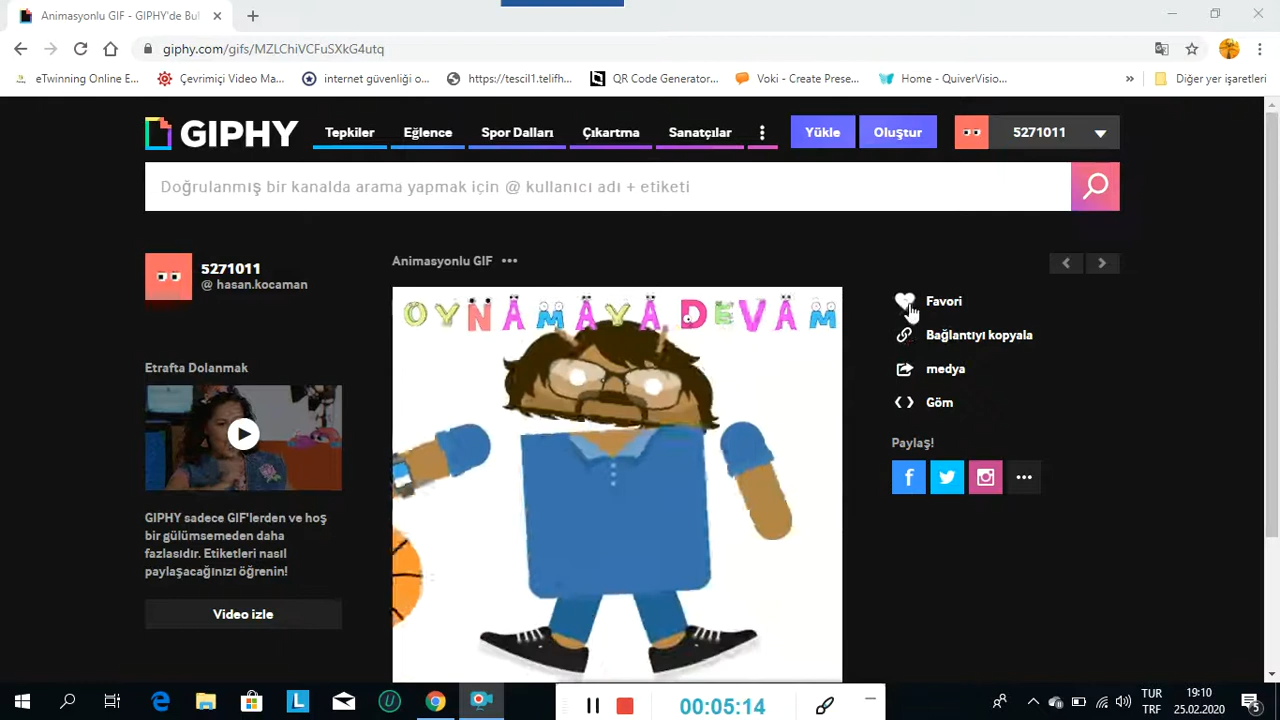 Animasyonlu GIF - GIPHY'de Bul
giphy.com/gifs/MZLChiVCFuSXkG4utq
eTwinning Online E... Çevrimiçi Video Ma... internet güvenliği o... https://tescil1.telifh... QR Code Generator... Voki - Create Prese... Home - QuiverVisio... » Diğer yer işaretleri
GIPHY Tepkiler Eğlence Spor Dalları Çıkartma Sanatçılar Yükle Oluştur 5271011
Doğrulanmış bir kanalda arama yapmak için @ kullanıcı adı + etiketi
5271011
@ hasan.kocaman
Animasyonlu GIF •••
OYNAMAYA DEVAM
Favori
Bağlantıyı kopyala
medya
Göm
Paylaş!
Etrafta Dolanmak
GIPHY sadece GIF'lerden ve hoş
bir gülümsemeden daha
fazlasıdır. Etiketleri nasıl
paylaşacağınızı öğrenin!
Video izle
00:05:14
TUR 19:10
TRF 25.02.2020
5